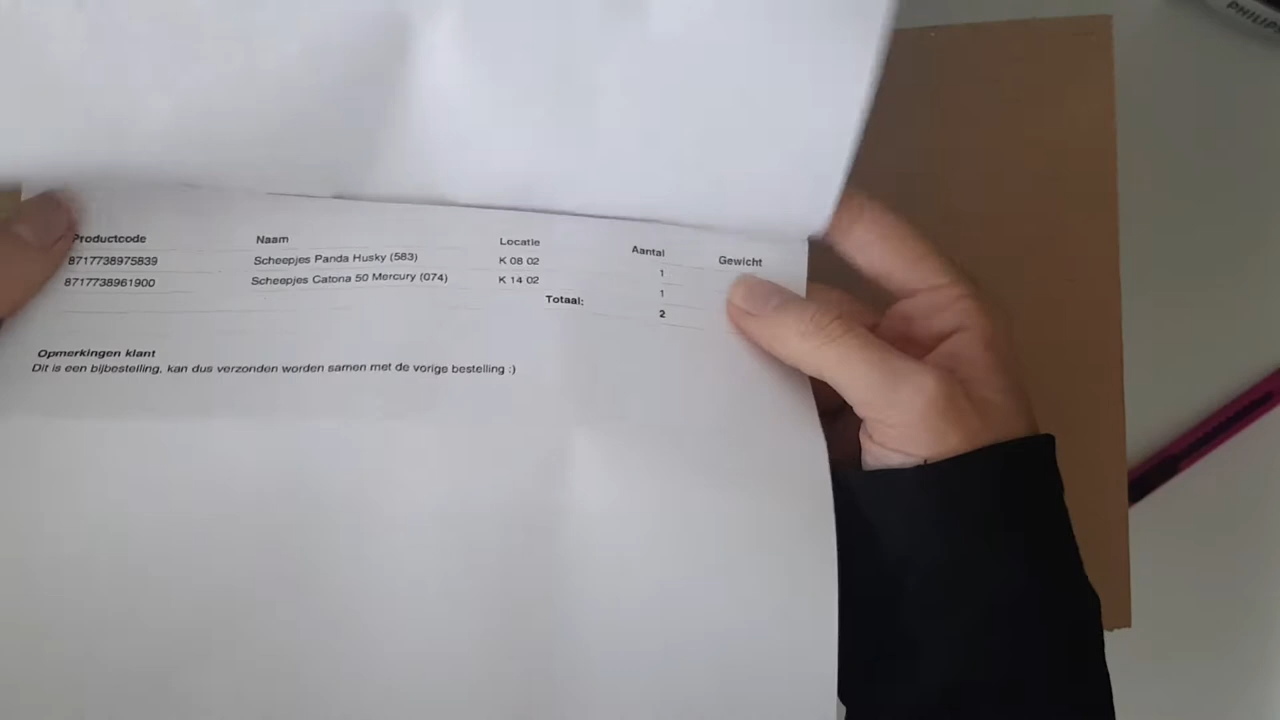 PHILIP
Productcode Naam Locatie Aantal Gewicht
8717738975839 Scheepjes Panda Husky (583) K 08 02 1
8717738961900 Scheepjes Catona 50 Mercury (074) K 14 02 1
Totaal: 2
Opmerkingen klant
Dit is een bijbestelling, kan dus verzonden worden samen met de vorige bestelling :)